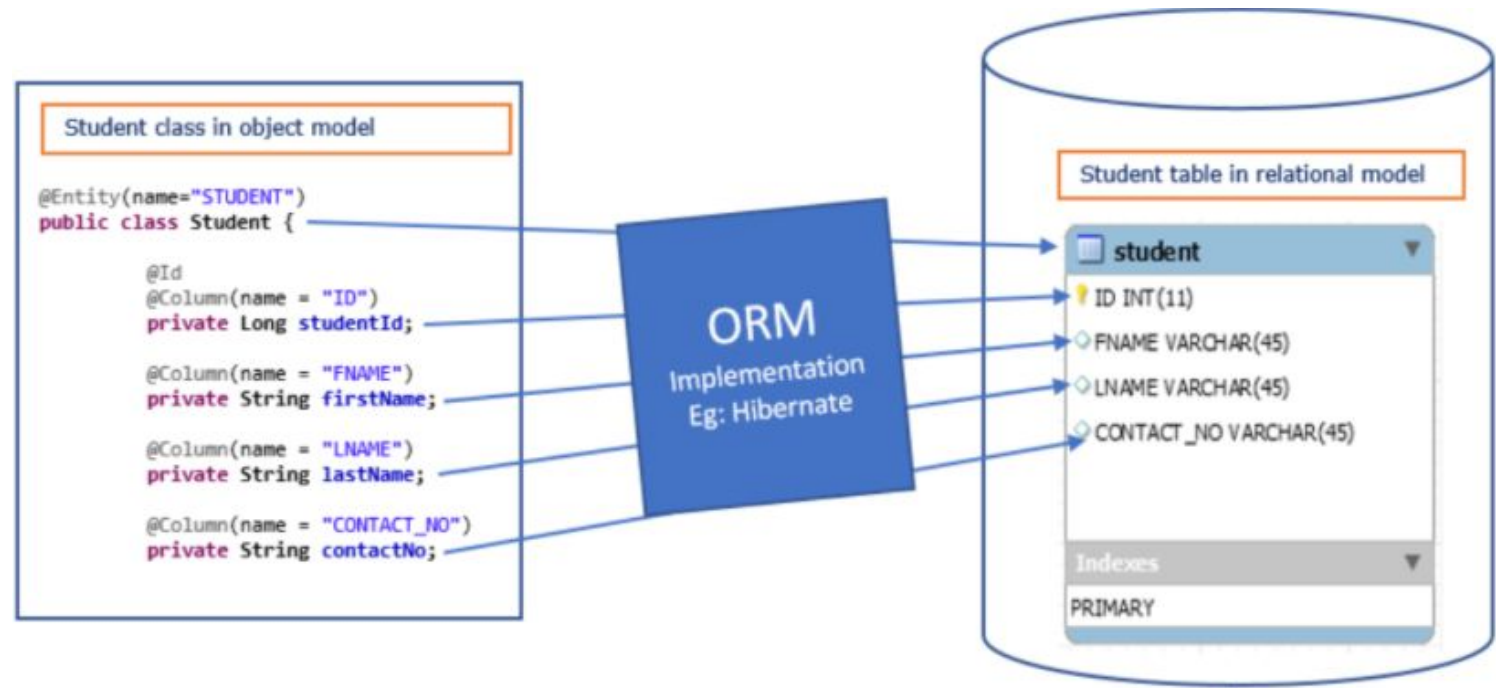 Student class in object model
@Entity(name="STUDENT")
public class Student {
@Id
@Column(name = "ID")
private Long studentId;
@Column(name = "FNAME")
private String firstName;
@Column(name = "LNAME")
private String lastName;
@Column(name = "CONTACT_NO")
private String contactNo;
ORM
Implementation
Eg: Hibernate
Student table in relational model
student
ID INT(11)
FNAME VARCHAR(45)
LNAME VARCHAR(45)
CONTACT_NO VARCHAR(45)
Indexes
PRIMARY